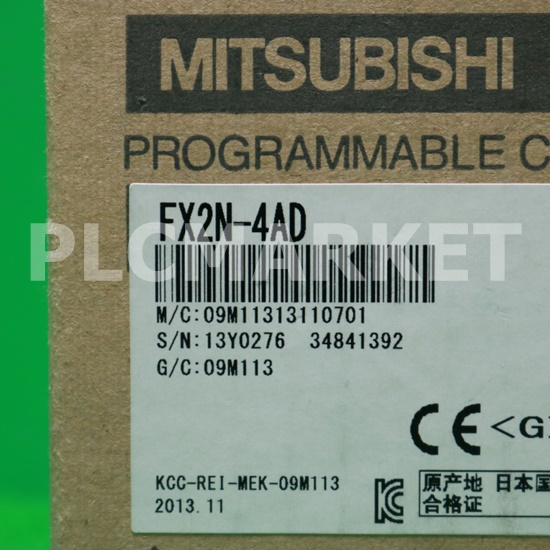 MITSUBISHI
PROGRAMMABLE C
FX2N-4AD
PLCMARKET
M/C:09M11313110701
S/N:13Y0276 34841392
G/C:09M113
CE <G
KCC-REI-MEK-09M113
2013.11
原产地 日本国
合格证